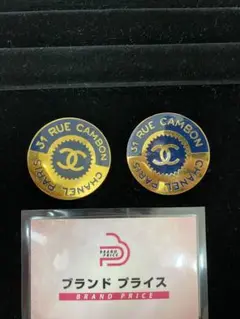 31 RUE CAMBON
CHANEL PARIS
31 RUE CAMBON
CHANEL PARIS
BRAND
PRICE
ブランド プライス
BRAND PRICE